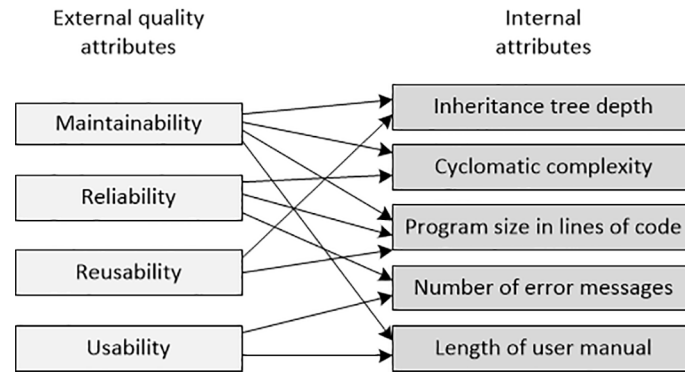 External quality
attributes
Internal
attributes
Maintainability
Reliability
Reusability
Usability
Inheritance tree depth
Cyclomatic complexity
Program size in lines of code
Number of error messages
Length of user manual